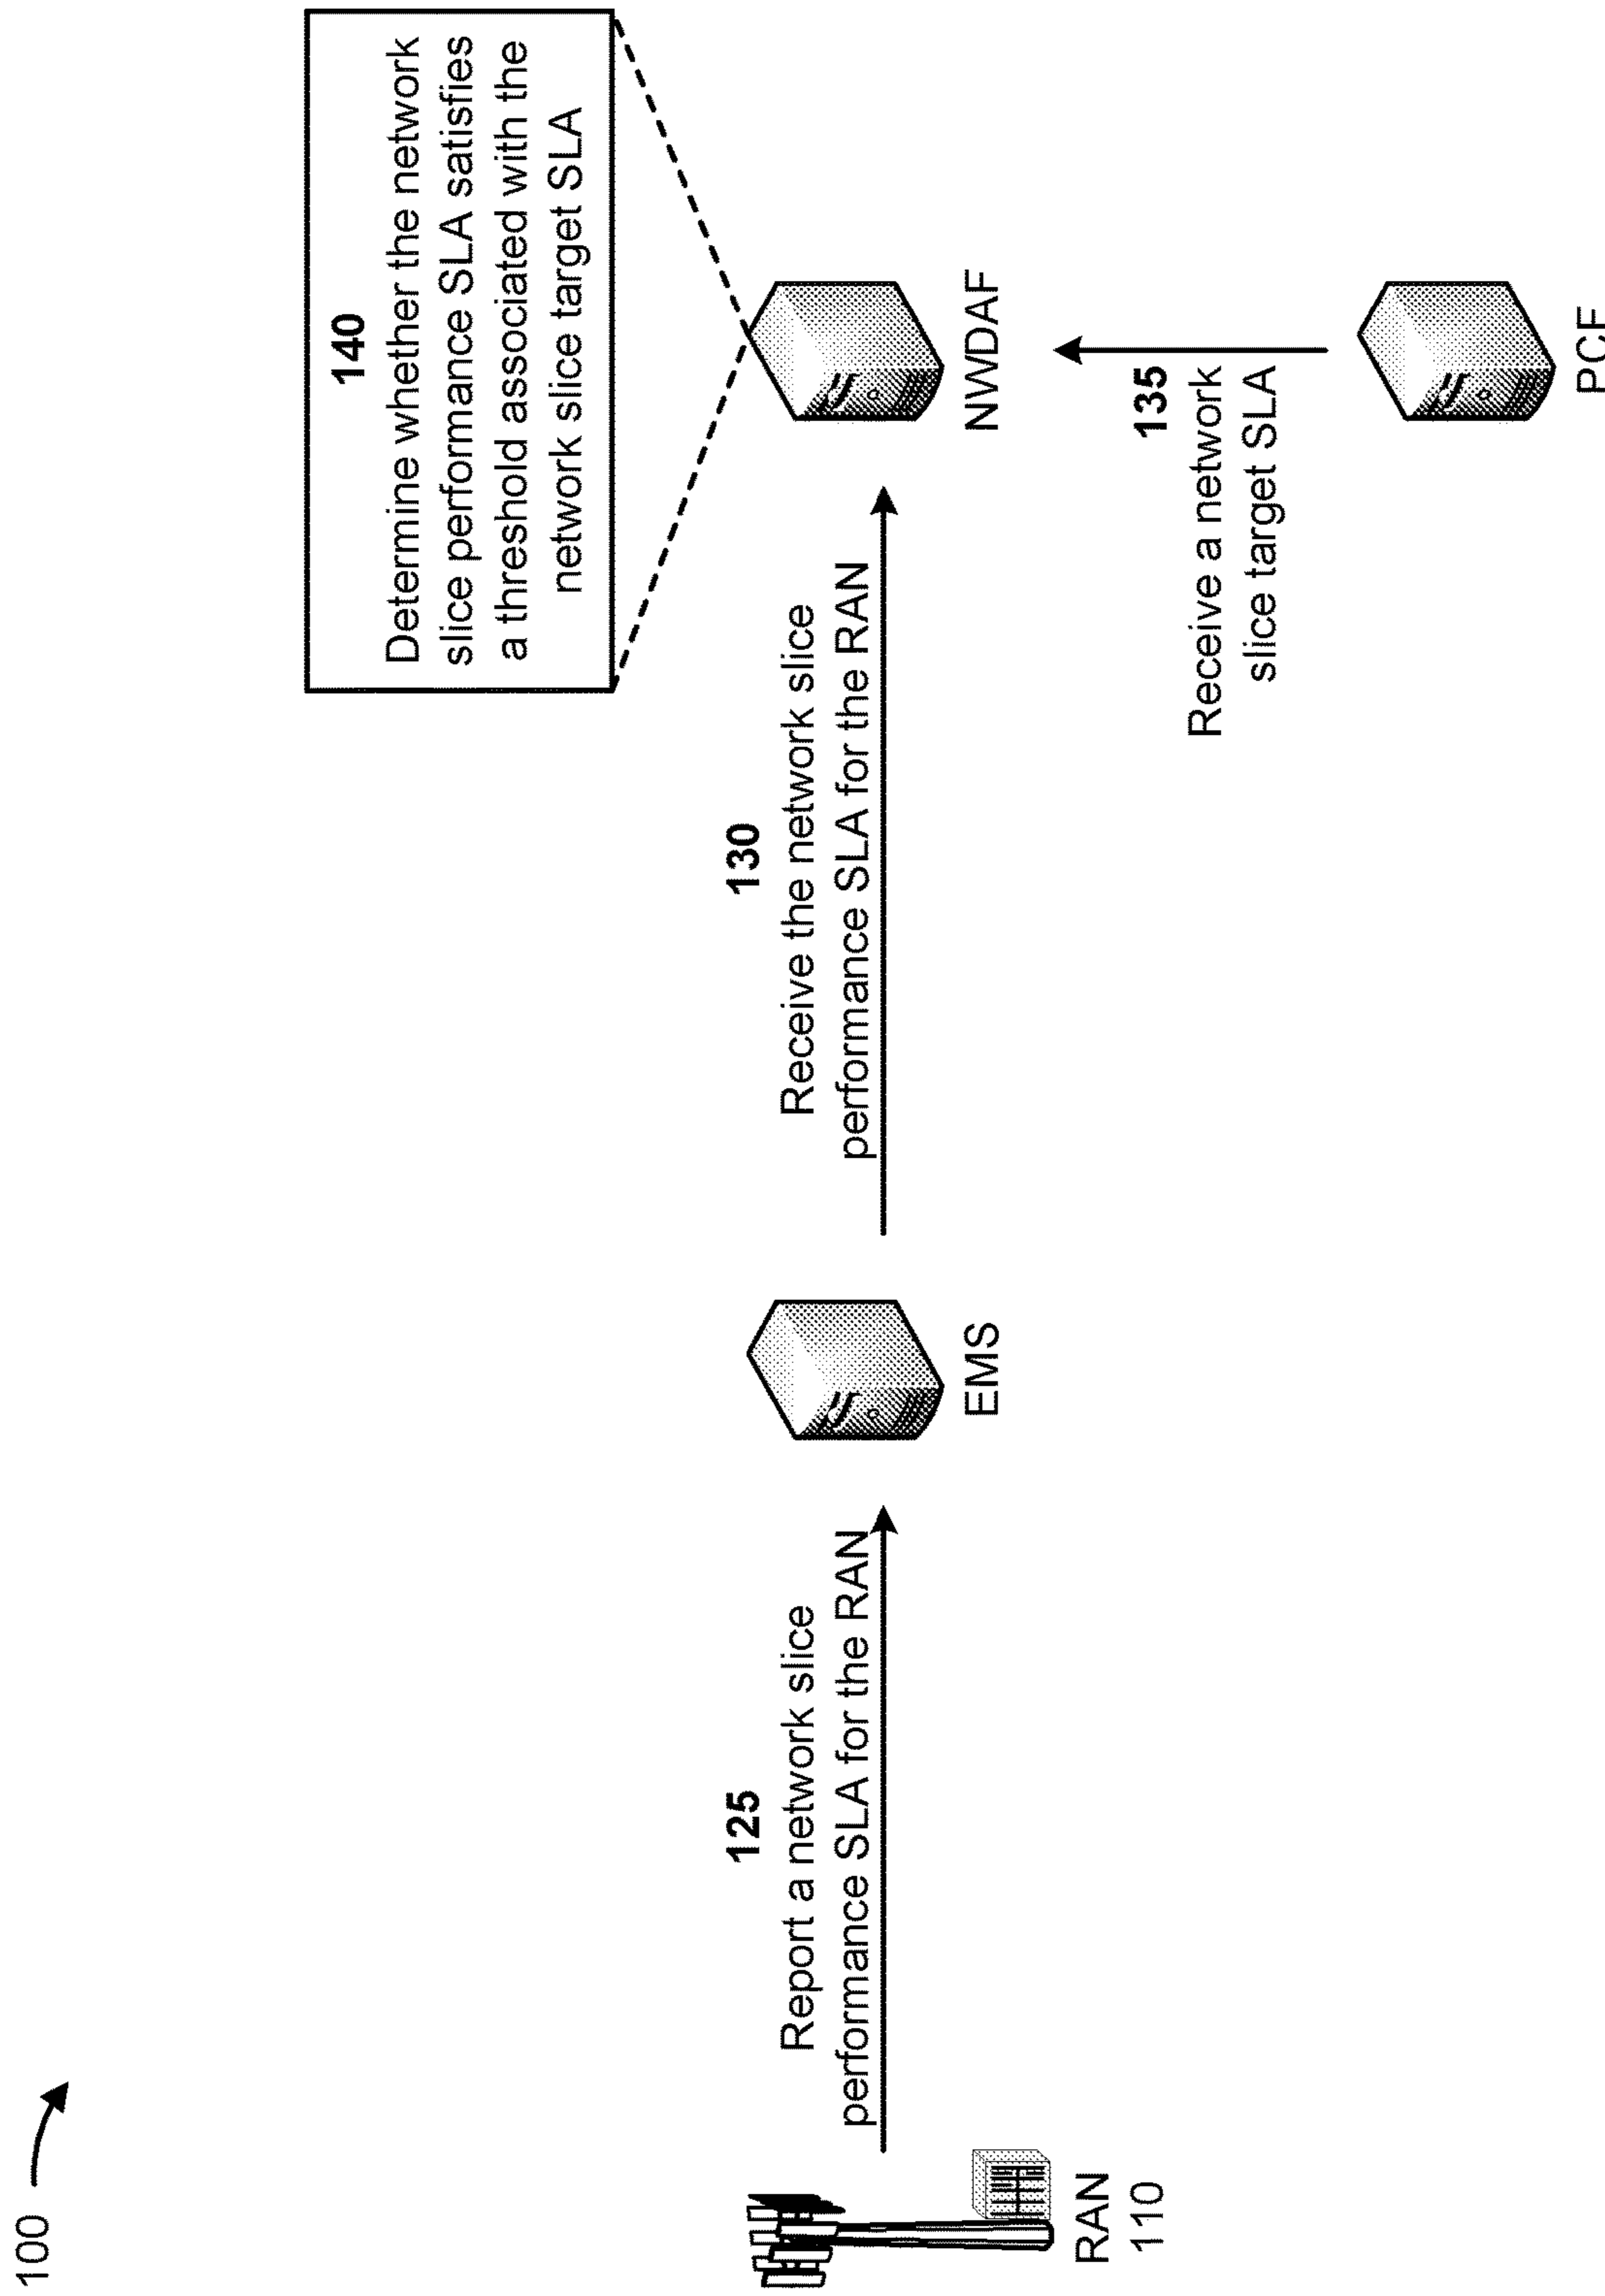 100
140
Determine whether the network
slice performance SLA satisfies
a threshold associated with the
network slice target SLA
125
Report a network slice
performance SLA for the RAN
130
Receive the network slice
performance SLA for the RAN
RAN
110
EMS
NWDAF
135
Receive a network
slice target SLA
PCF